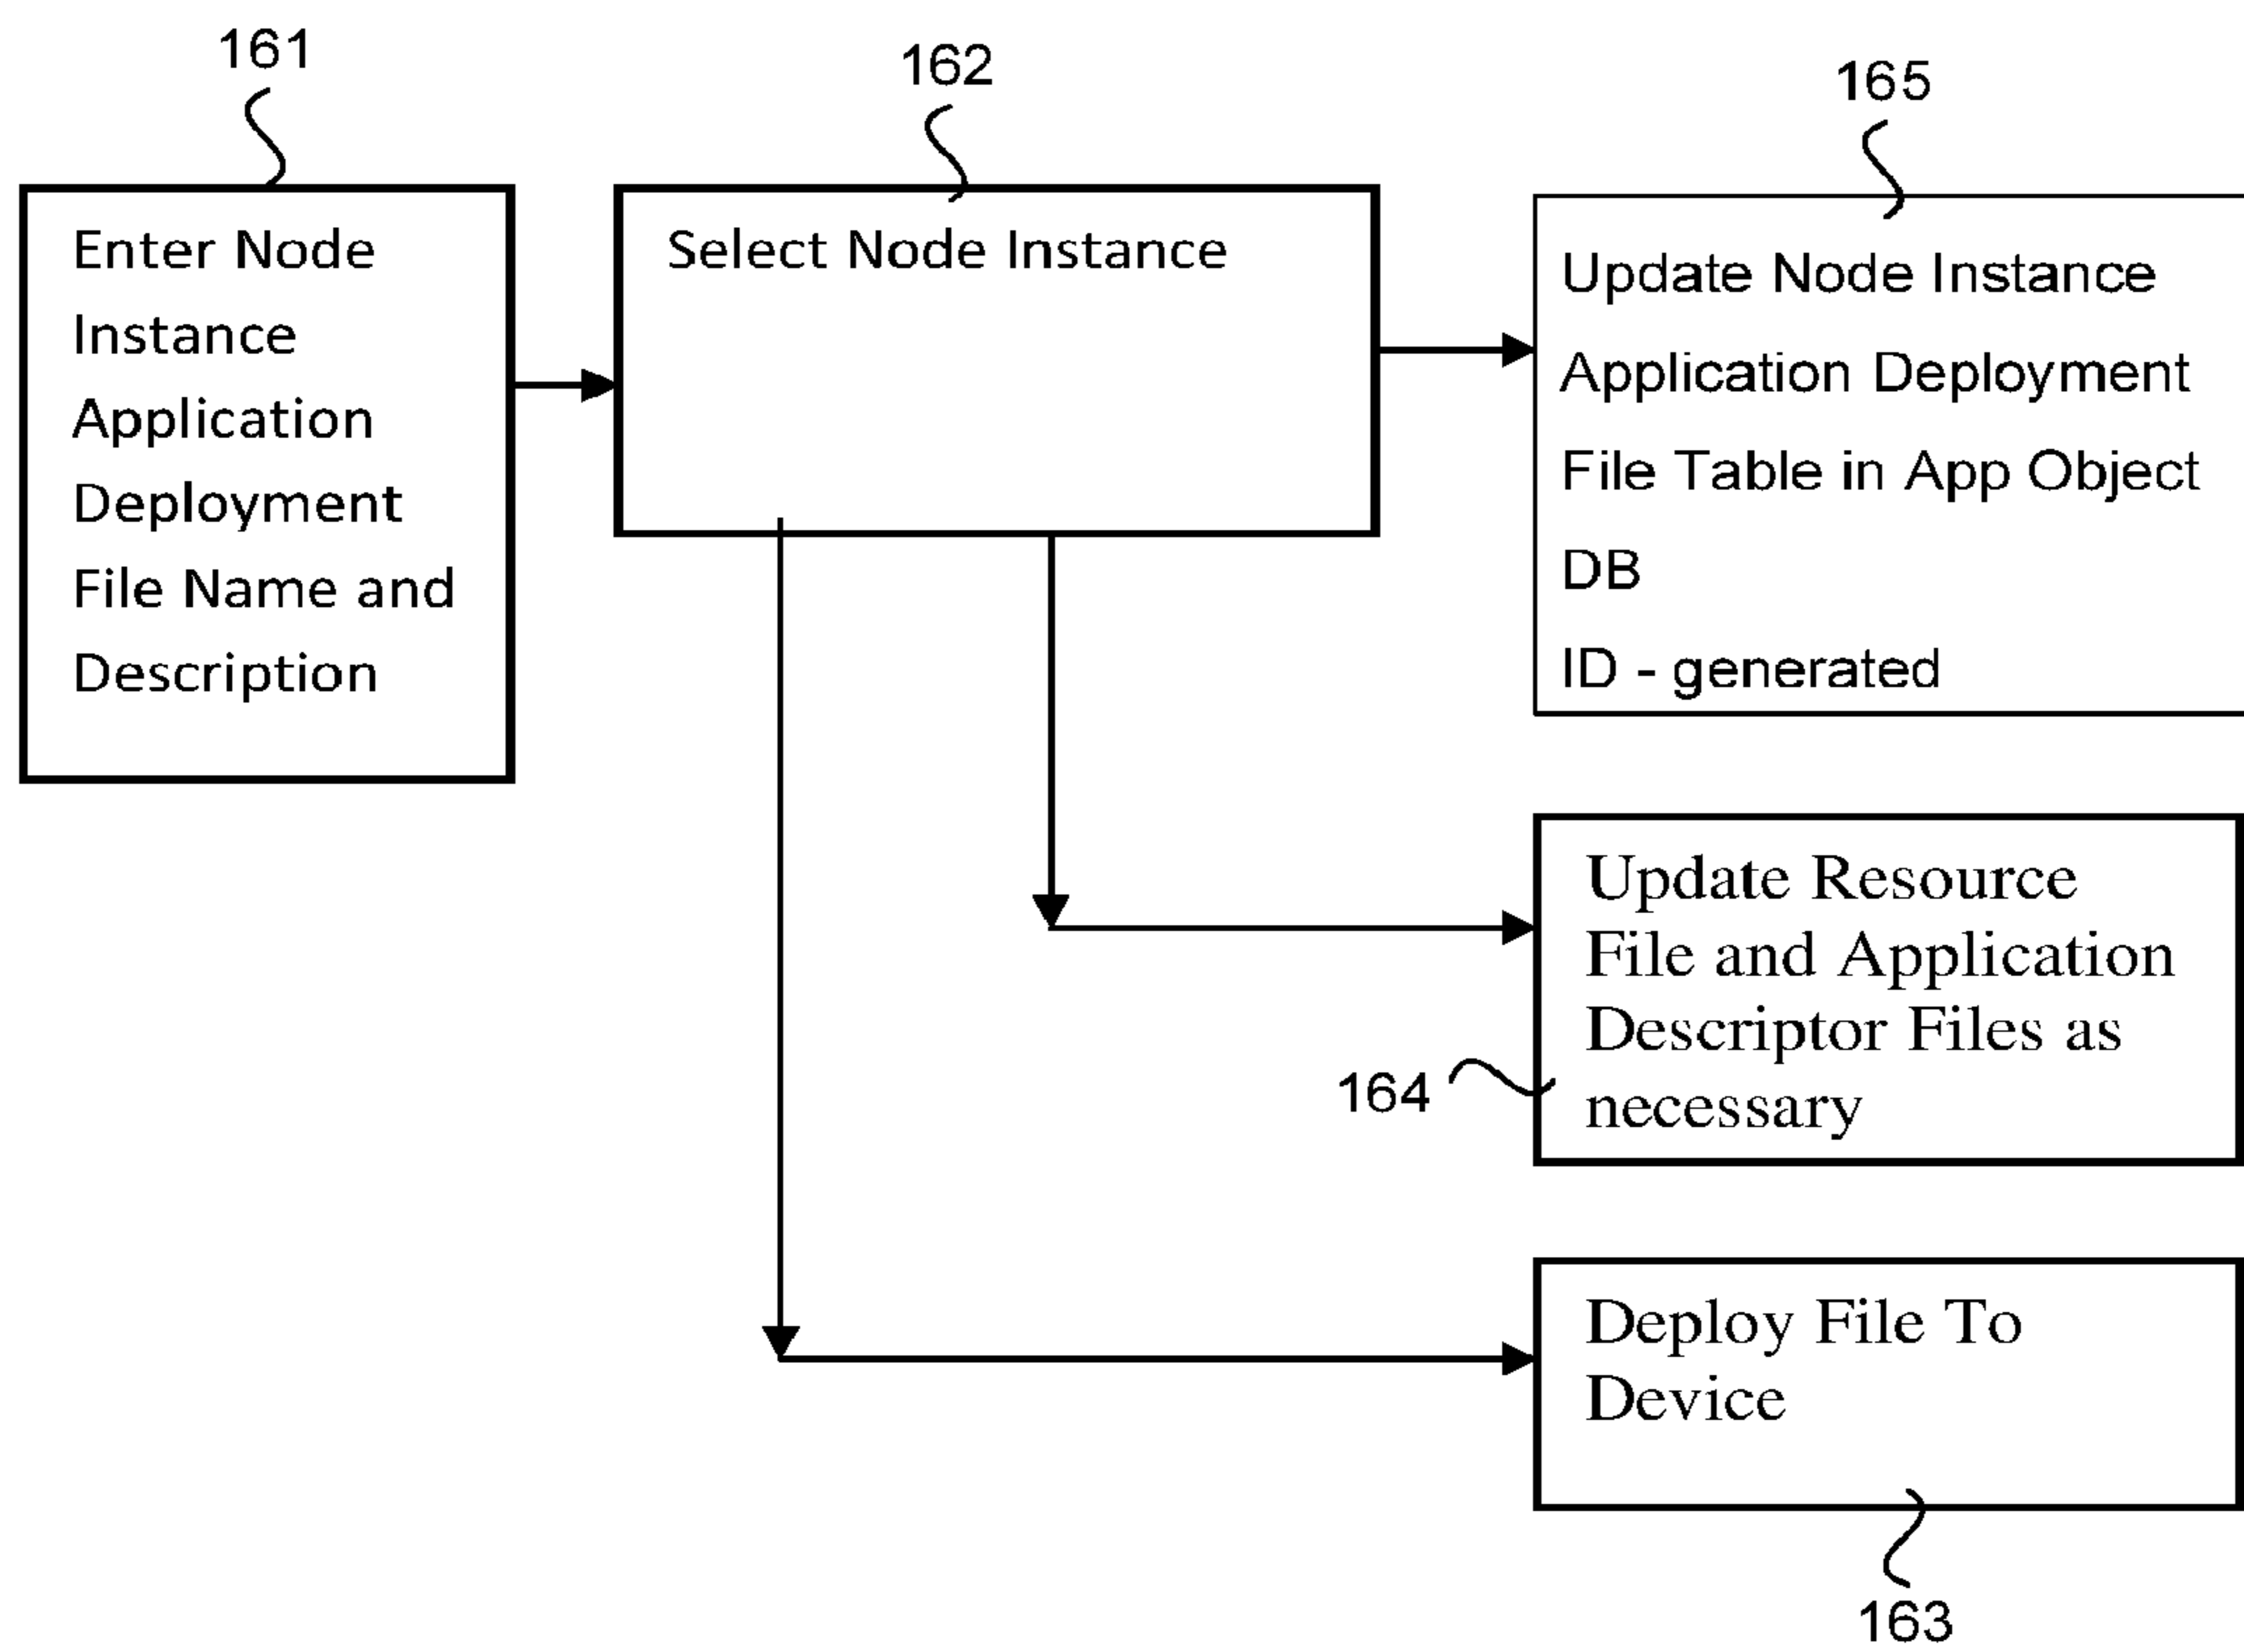 161
Enter Node
Instance
Application
Deployment
File Name and
Description
162
Select Node Instance
165
Update Node Instance
Application Deployment
File Table in App Object
DB
ID - generated
Update Resource
File and Application
Descriptor Files as
necessary
164
Deploy File To
Device
163